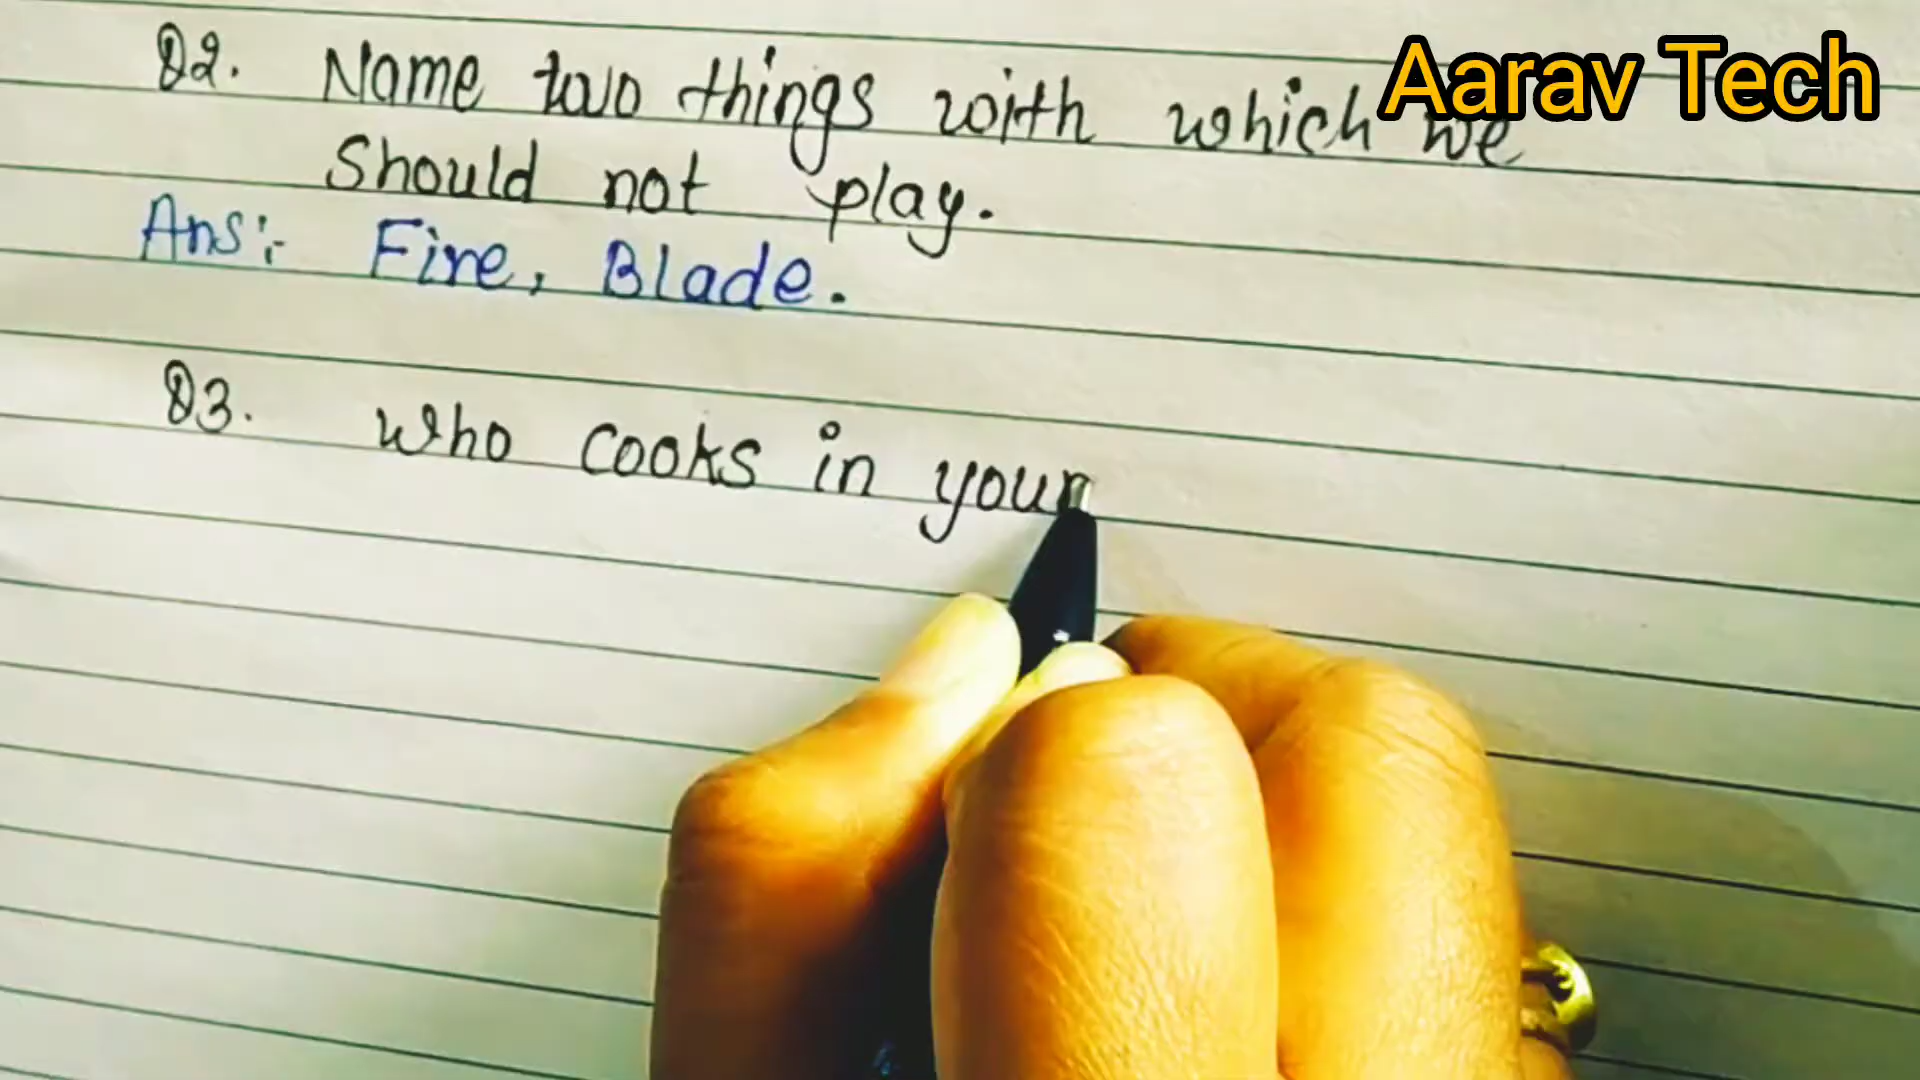 Aarav Tech
Q2. Name two things with which we
Should not play.
Ans:- Fire, Blade.
Q3. Who cooks in your